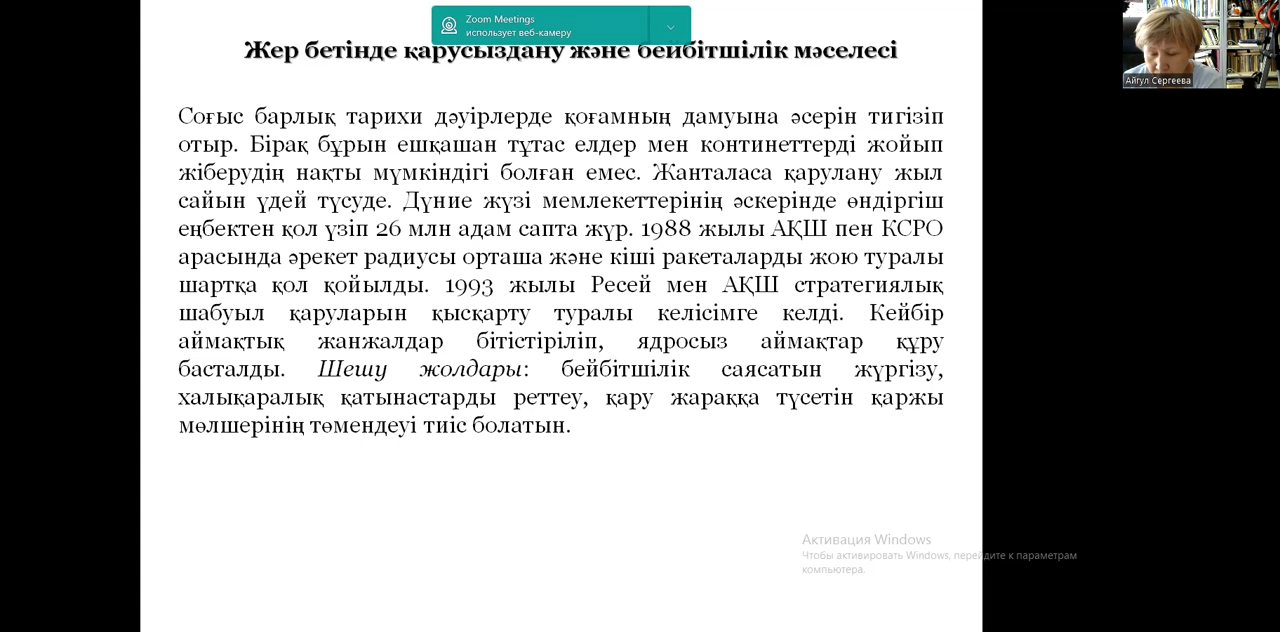 Zoom Meetings
использует веб-камеру
Жер бетінде қарусыздану және бейбітшілік мәселесі
Айгул Сергеева
Соғыс барлық тарихи дәуірлерде қоғамның дамуына әсерін тигізіп
отыр. Бірақ бұрын ешқашан тұтас елдер мен континеттерді жойып
жіберудің нақты мүмкіндігі болған емес. Жанталаса қарулану жыл
сайын үдей түсуде. Дүние жүзі мемлекеттерінің әскерінде өндіргіш
еңбектен қол үзіп 26 млн адам сапта жүр. 1988 жылы АҚШ пен КСРО
арасында әрекет радиусы орташа және кіші ракеталарды жою туралы
шартқа қол қойылды. 1993 жылы Ресей мен АҚШ стратегиялық
шабуыл қаруларын қысқарту туралы келісімге келді. Кейбір
аймақтық жанжалдар бітістіріліп, ядросыз аймақтар құру
басталды. Шешу жолдары: бейбітшілік саясатын жүргізу,
халықаралық қатынастарды реттеу, қару жараққа түсетін қаржы
мөлшерінің төмендеуі тиіс болатын.
Активация Windows
Чтобы активировать Windows, перейдите к параметрам
компьютера.